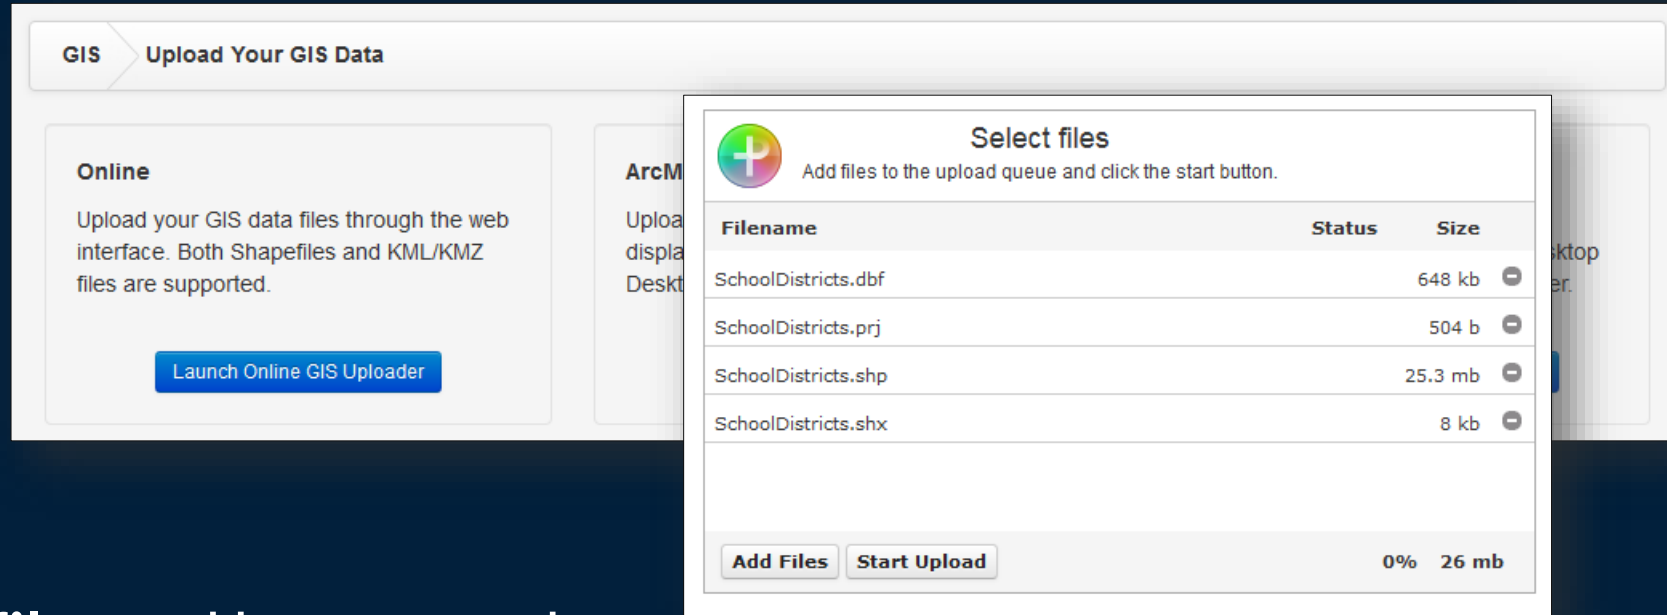 GIS Upload Your GIS Data
Online
Upload your GIS data files through the web
interface. Both Shapefiles and KML/KMZ
files are supported.
Launch Online GIS Uploader
Select files
Add files to the upload queue and click the start button.
Filename Status Size
SchoolDistricts.dbf 648 kb
SchoolDistricts.prj 504 b
SchoolDistricts.shp 25.3 mb
SchoolDistricts.shx 8 kb
Add Files Start Upload 0% 26 mb